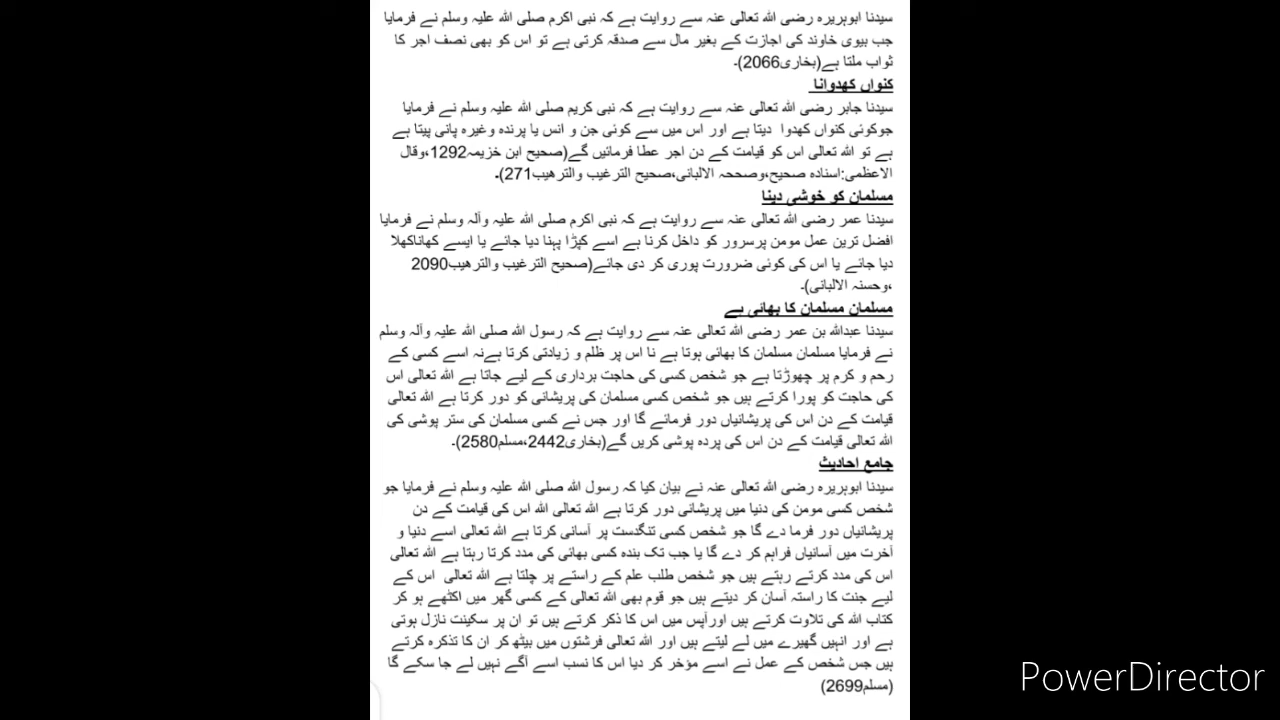 سیدنا ابوہریرہ رضی اللہ تعالی عنہ سے روایت ہے کہ نبی اکرم صلی اللہ علیہ وسلم نے فرمایا
جب بیوی خاوند کی اجازت کے بغیر مال سے صدقہ کرتی ہے تو اس کو بھی نصف اجر کا
ثواب ملتا ہے(بخاری2066)۔
کنواں کھدوانا
سیدنا جابر رضی اللہ تعالی عنہ سے روایت ہے کہ نبی کریم صلی اللہ علیہ وسلم نے فرمایا
جوکوئی کنواں کھدوا دیتا ہے اور اس میں سے کوئی جن و انس یا پرندہ وغیرہ پانی پیتا ہے
ہے تو اللہ تعالی اس کو قیامت کے دن اجر عطا فرمائیں گے(صحیح ابن خزیمہ1292،وقال
الاعظمی:اسنادہ صحیح،وصححہ الالبانی،صحیح الترغیب والترھیب271)۔
مسلمان کو خوشی دینا
سیدنا عمر رضی اللہ تعالی عنہ سے روایت ہے کہ نبی اکرم صلی اللہ علیہ وآلہ وسلم نے فرمایا
افضل ترین عمل مومن پرسرور کو داخل کرنا ہے اسے کپڑا پہنا دیا جائے یا ایسے کھاناکھلا
دیا جائے یا اس کی کوئی ضرورت پوری کر دی جائے(صحیح الترغیب والترھیب2090
،وحسنہ الالبانی)۔
مسلمان مسلمان کا بھائی ہے
سیدنا عبداللہ بن عمر رضی اللہ تعالی عنہ سے روایت ہے کہ رسول اللہ صلی اللہ علیہ وآلہ وسلم
نے فرمایا مسلمان مسلمان کا بھائی ہوتا ہے نا اس پر ظلم و زیادتی کرتا ہےنہ اسے کسی کے
رحم و کرم پر چھوڑتا ہے جو شخص کسی کی حاجت برداری کے لیے جاتا ہے اللہ تعالی اس
کی حاجت کو پورا کرتے ہیں جو شخص کسی مسلمان کی پریشانی کو دور کرتا ہے اللہ تعالی
قیامت کے دن اس کی پریشانیاں دور فرمائے گا اور جس نے کسی مسلمان کی ستر پوشی کی
اللہ تعالی قیامت کے دن اس کی پردہ پوشی کریں گے(بخاری2442،مسلم2580)۔
جامع احادیث
سیدنا ابوہریرہ رضی اللہ تعالی عنہ نے بیان کیا کہ رسول اللہ صلی اللہ علیہ وسلم نے فرمایا جو
شخص کسی مومن کی دنیا میں پریشانی دور کرتا ہے اللہ تعالی اللہ اس کی قیامت کے دن
پریشانیاں دور فرما دے گا جو شخص کسی تنگدست پر آسانی کرتا ہے اللہ تعالی اسے دنیا و
آخرت میں آسانیاں فراہم کر دے گا یا جب تک بندہ کسی بھائی کی مدد کرتا رہتا ہے اللہ تعالی
اس کی مدد کرتے رہتے ہیں جو شخص طلب علم کے راستے پر چلتا ہے اللہ تعالی اس کے
لیے جنت کا راستہ آسان کر دیتے ہیں جو قوم بھی اللہ تعالی کے کسی گھر میں اکٹھے ہو کر
کتاب اللہ کی تلاوت کرتے ہیں اورآپس میں اس کا ذکر کرتے ہیں تو ان پر سکینت نازل ہوتی
ہے اور انہیں گھیرے میں لے لیتے ہیں اور اللہ تعالی فرشتوں میں بیٹھ کر ان کا تذکرہ کرتے
ہیں جس شخص کے عمل نے اسے مؤخر کر دیا اس کا نسب اسے آگے نہیں لے جا سکے گا
(مسلم2699)
PowerDirector